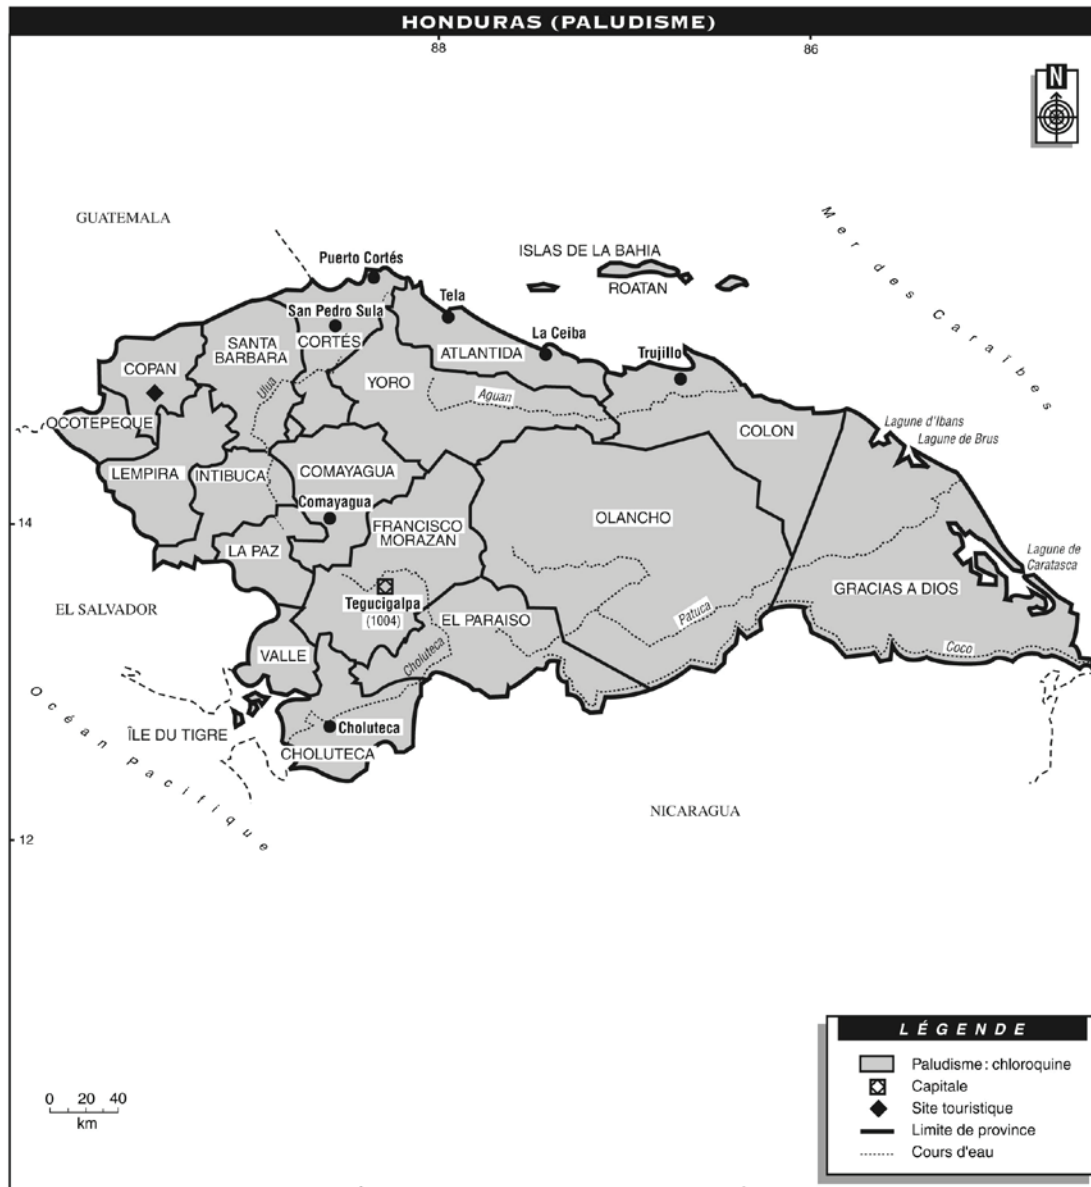 HONDURAS (PALUDISME)
88
86
N
GUATEMALA
Mer des Caraïbes
ISLAS DE LA BAHIA
ROATAN
Puerto Cortés
Tela
San Pedro Sula
CORTÉS
La Ceiba
SANTA
BARBARA
ATLANTIDA
Trujillo
COPAN
YORO
Ulua
Aguan
OCOTEPEQUE
COLON
Lagune d'Ibans
Lagune de Brus
LEMPIRA
INTIBUCA
COMAYAGUA
Comayagua
14
OLANCHO
FRANCISCO
MORAZAN
LA PAZ
Lagune de
Caratasca
GRACIAS A DIOS
EL SALVADOR
Tegucigalpa
(1004)
EL PARAISO
Patuca
VALLE
Choluteca
Coco
Océan Pacifique
ÎLE DU TIGRE
Choluteca
CHOLUTECA
NICARAGUA
12
LÉGENDE
Paludisme : chloroquine
Capitale
Site touristique
Limite de province
Cours d'eau
0 20 40
km